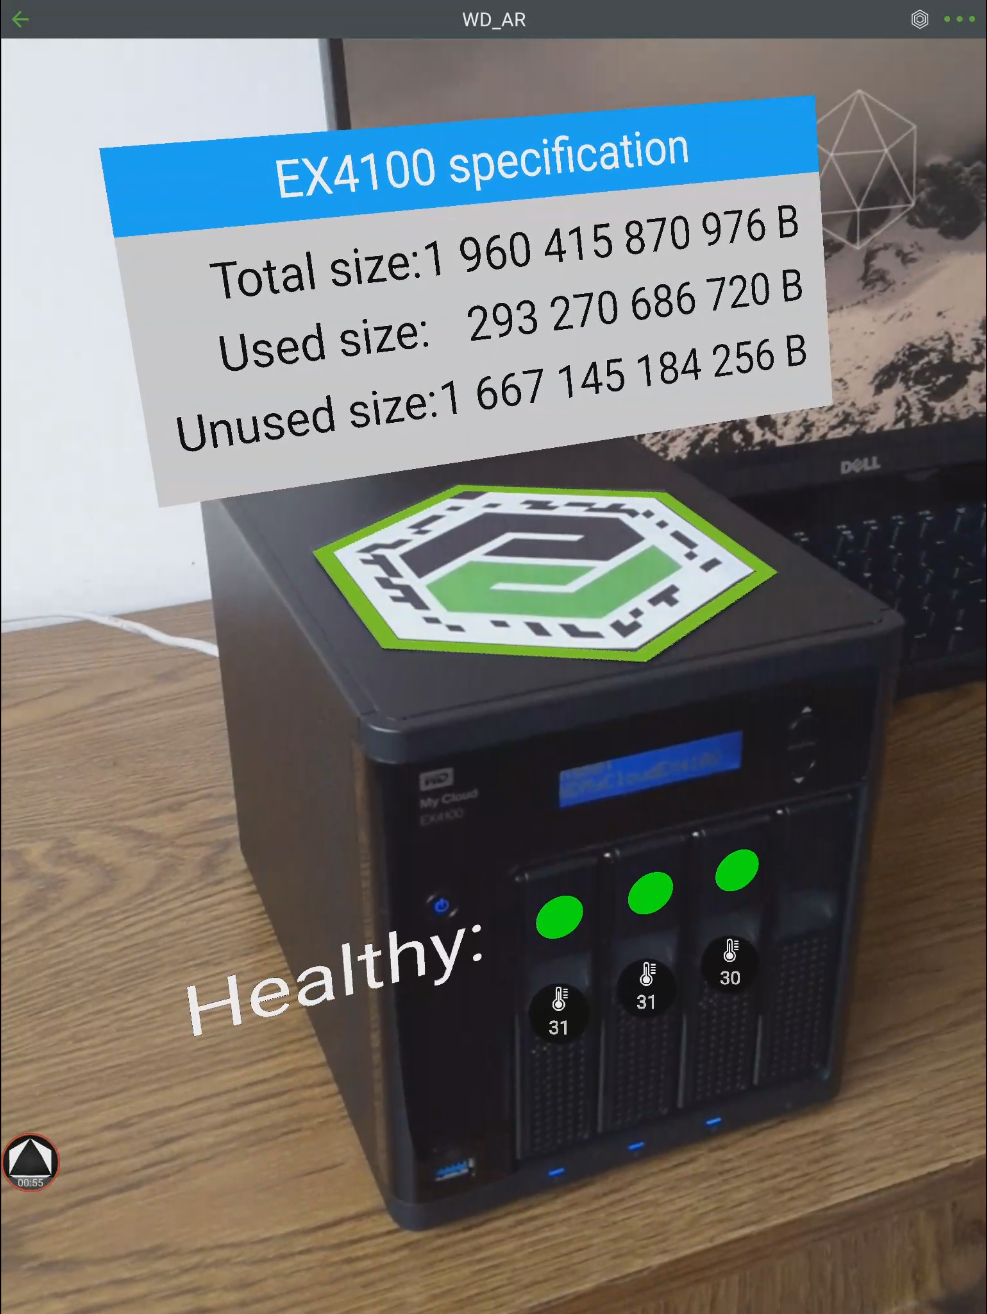 WD_AR
EX4100 specification
Total size:1 960 415 870 976 B
Used size: 293 270 686 720 B
Unused size:1 667 145 184 256 B
DELL
WD
My Cloud
EX4100
Healthy:
31
31
30
00:55